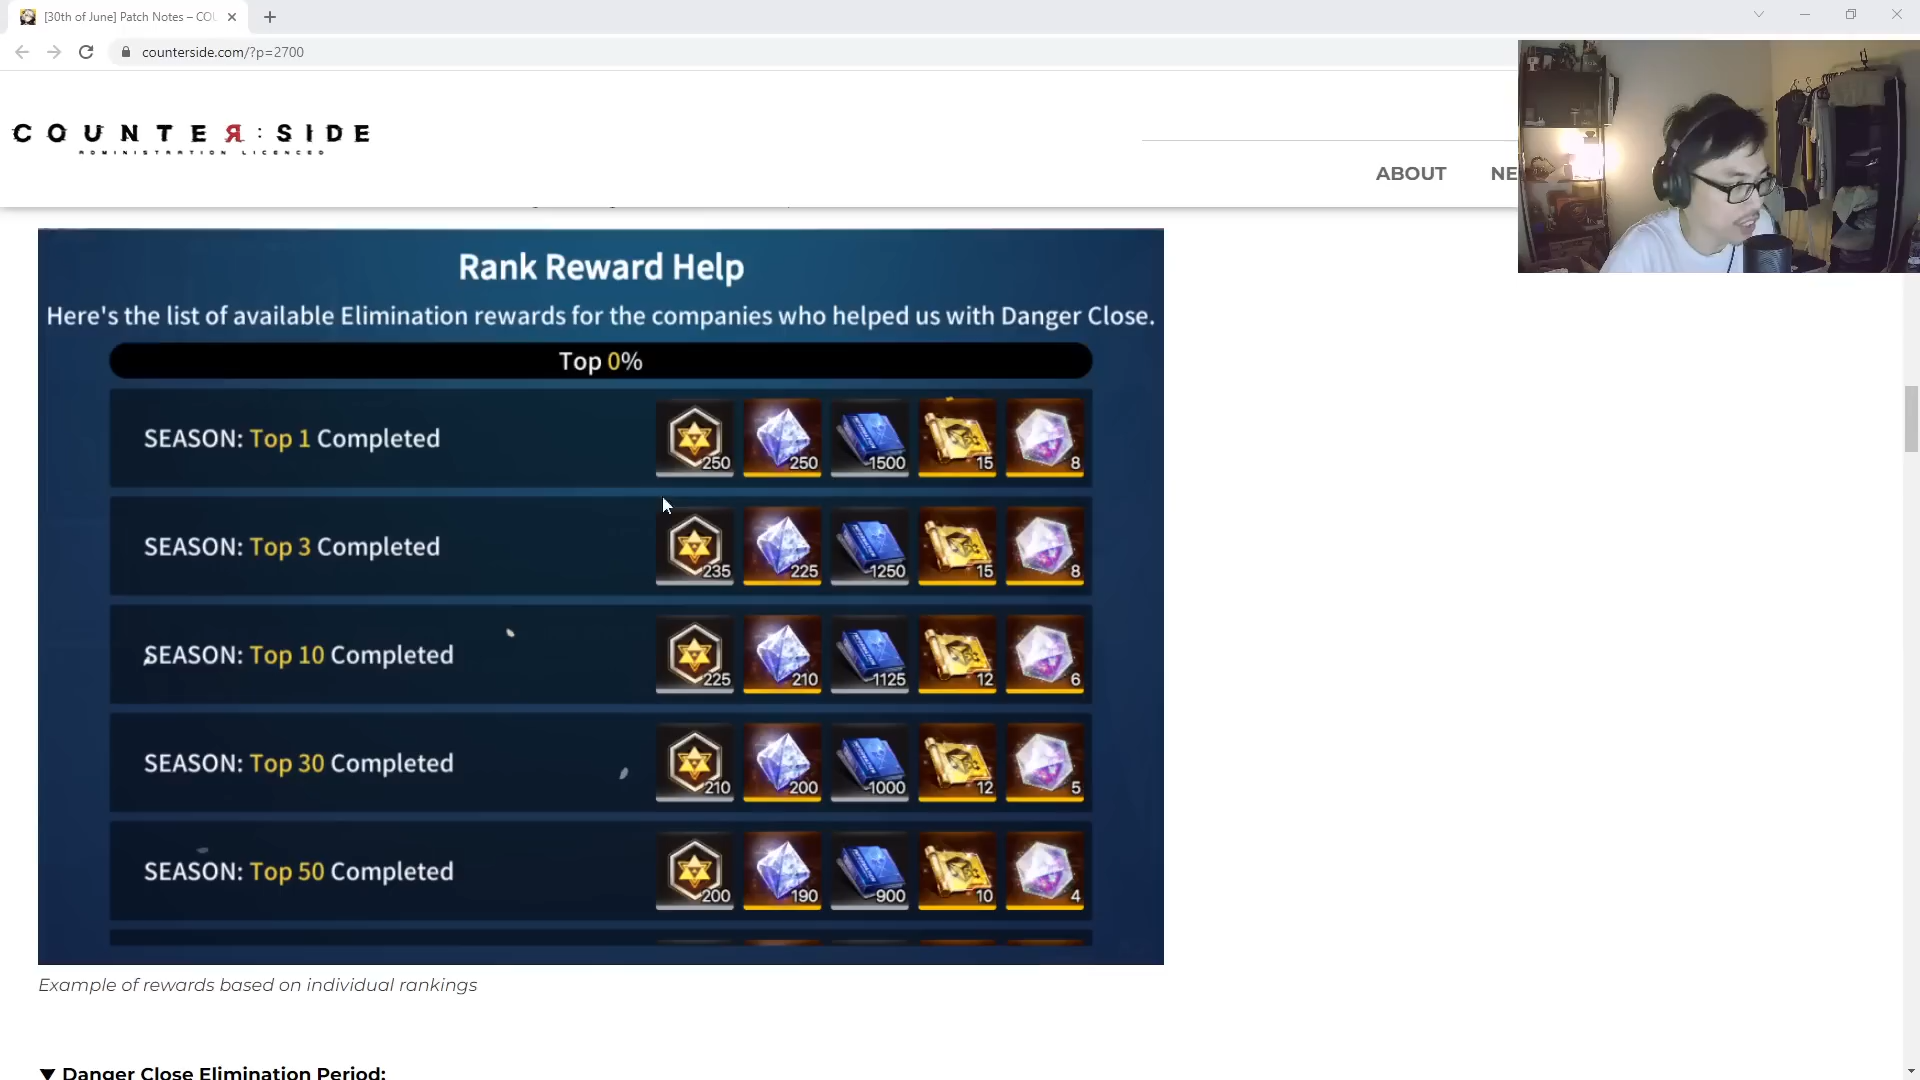 [30th of June] Patch Notes – COU
counterside.com/?p=2700
COUNTER:SIDE
ADMINISTRATION LICENCED
ABOUT
NE
Rank Reward Help
Here's the list of available Elimination rewards for the companies who helped us with Danger Close.
Top 0%
SEASON: Top 1 Completed
250 250 1500 15 8
SEASON: Top 3 Completed
235 225 1250 15 8
SEASON: Top 10 Completed
225 210 1125 12 6
SEASON: Top 30 Completed
210 200 1000 12 5
SEASON: Top 50 Completed
200 190 900 10 4
Example of rewards based on individual rankings
▼ Danger Close Elimination Period: